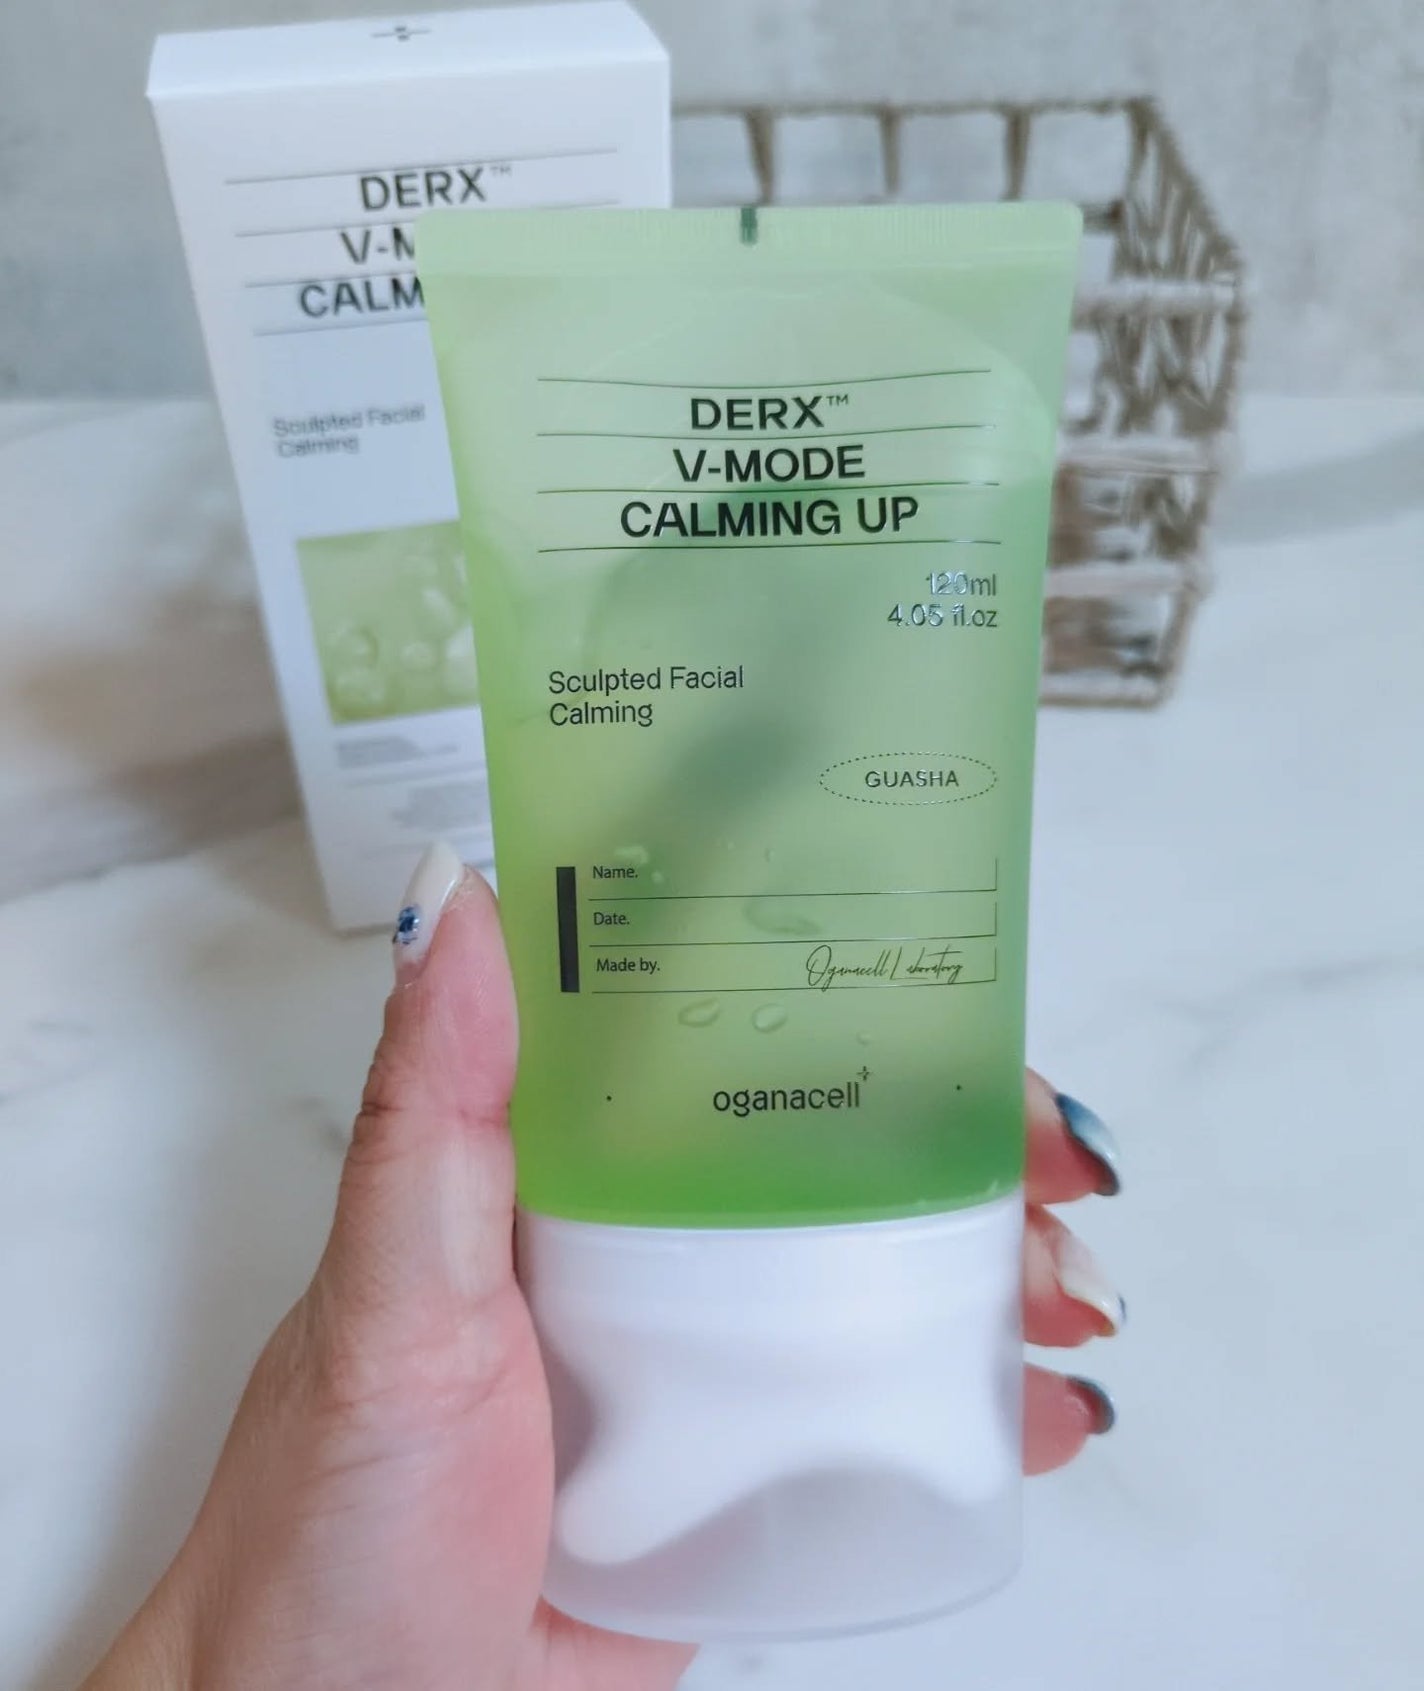 DERX™
V-M
CALM
Sculpted Facial
Calming
DERX™
V-MODE
CALMING UP
120ml
4.05 fl.oz
Sculpted Facial
Calming
GUASHA
Name.
Date.
Made by. Oganacell Laboratory
oganacell